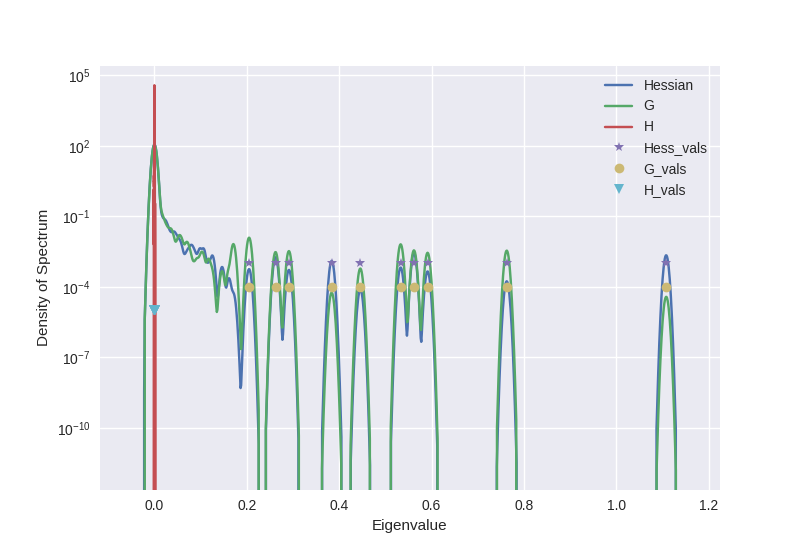 10^5
10^2
10^−1
10^−4
10^−7
10^−10
Density of Spectrum
Hessian
G
H
Hess_vals
G_vals
H_vals
0.0 0.2 0.4 0.6 0.8 1.0 1.2
Eigenvalue